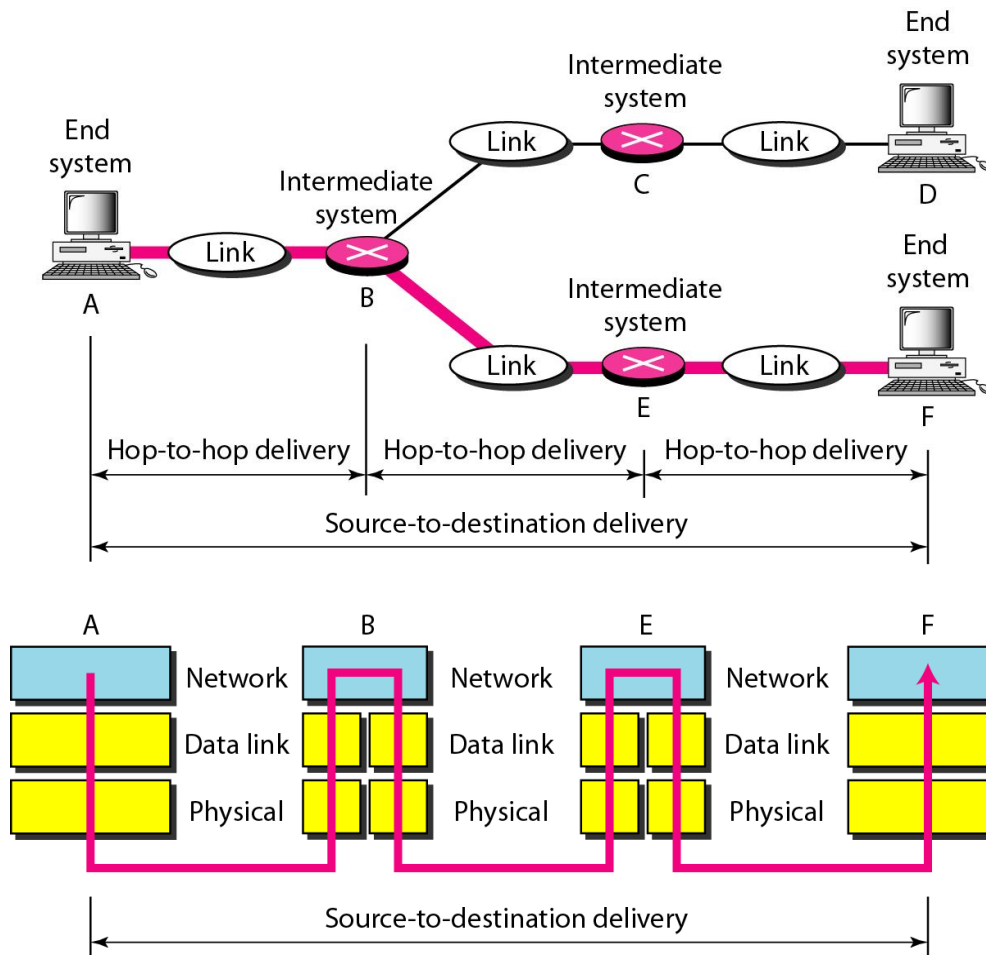 End
system
Intermediate
system
Link
Link
C
D
End
system
Intermediate
system
Link
A
B
End
system
Intermediate
system
Link
Link
E
F
Hop-to-hop delivery
Hop-to-hop delivery
Hop-to-hop delivery
Source-to-destination delivery
A
B
E
F
Network
Network
Network
Data link
Data link
Data link
Physical
Physical
Physical
Source-to-destination delivery